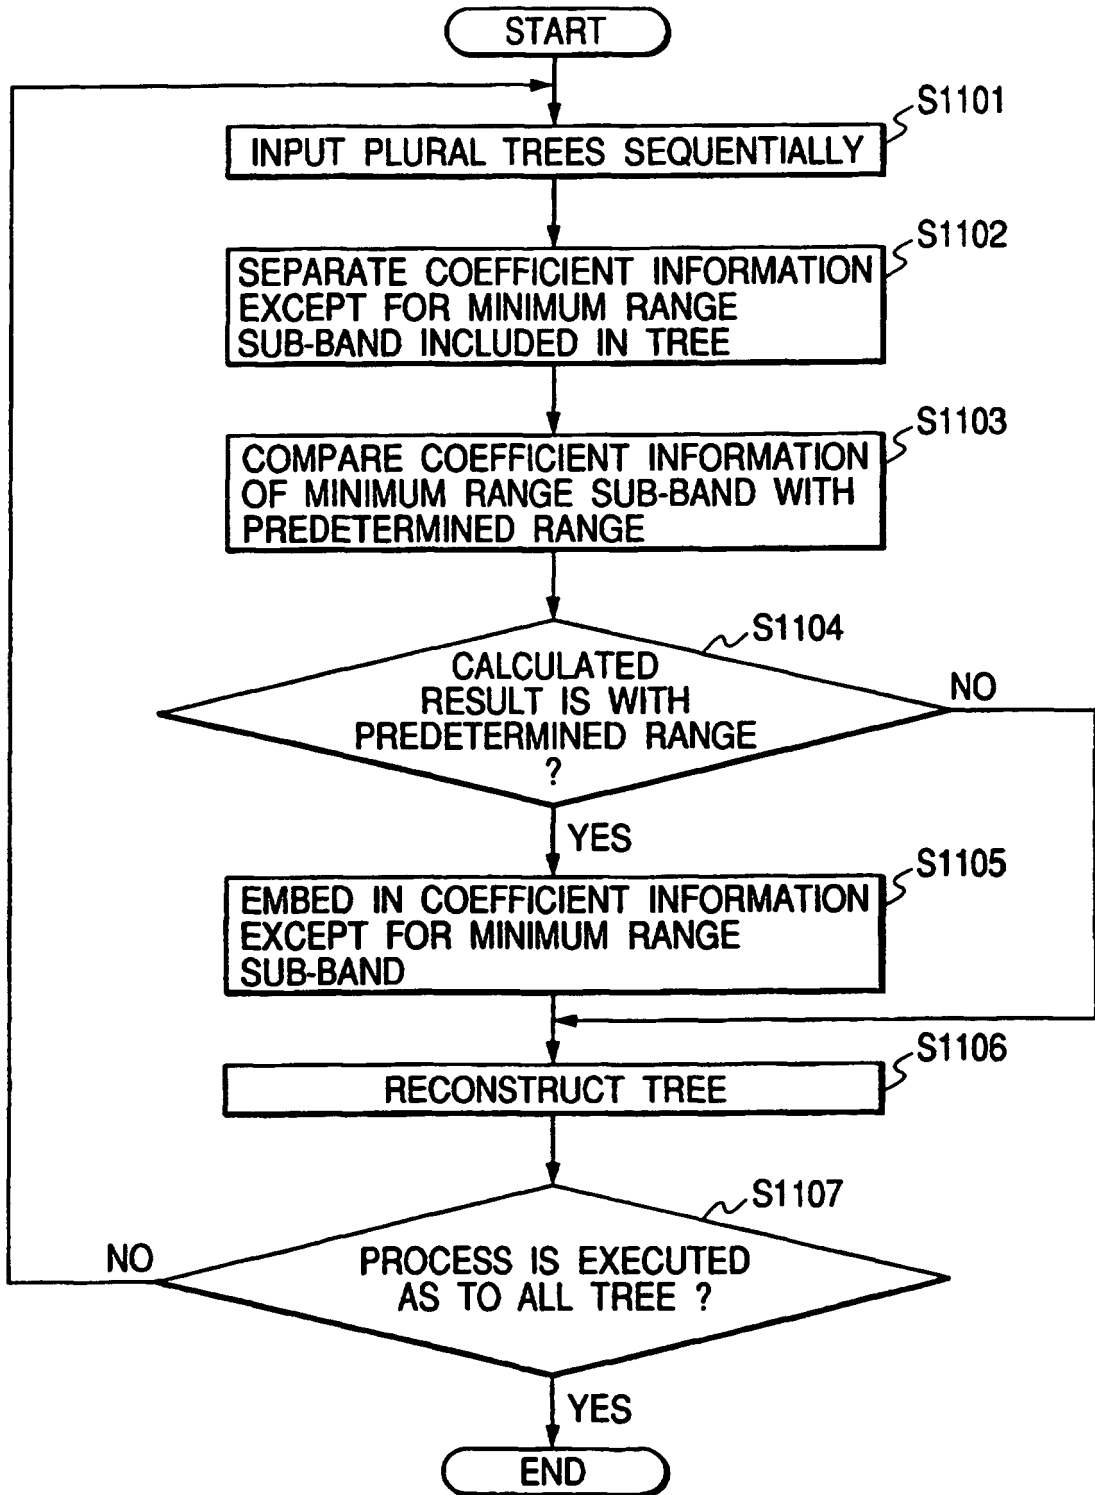 START
S1101
INPUT PLURAL TREES SEQUENTIALLY
S1102
SEPARATE COEFFICIENT INFORMATION
EXCEPT FOR MINIMUM RANGE
SUB-BAND INCLUDED IN TREE
S1103
COMPARE COEFFICIENT INFORMATION
OF MINIMUM RANGE SUB-BAND WITH
PREDETERMINED RANGE
S1104
CALCULATED
RESULT IS WITH
PREDETERMINED RANGE
?
NO
YES
S1105
EMBED IN COEFFICIENT INFORMATION
EXCEPT FOR MINIMUM RANGE
SUB-BAND
S1106
RECONSTRUCT TREE
S1107
NO
PROCESS IS EXECUTED
AS TO ALL TREE ?
YES
END